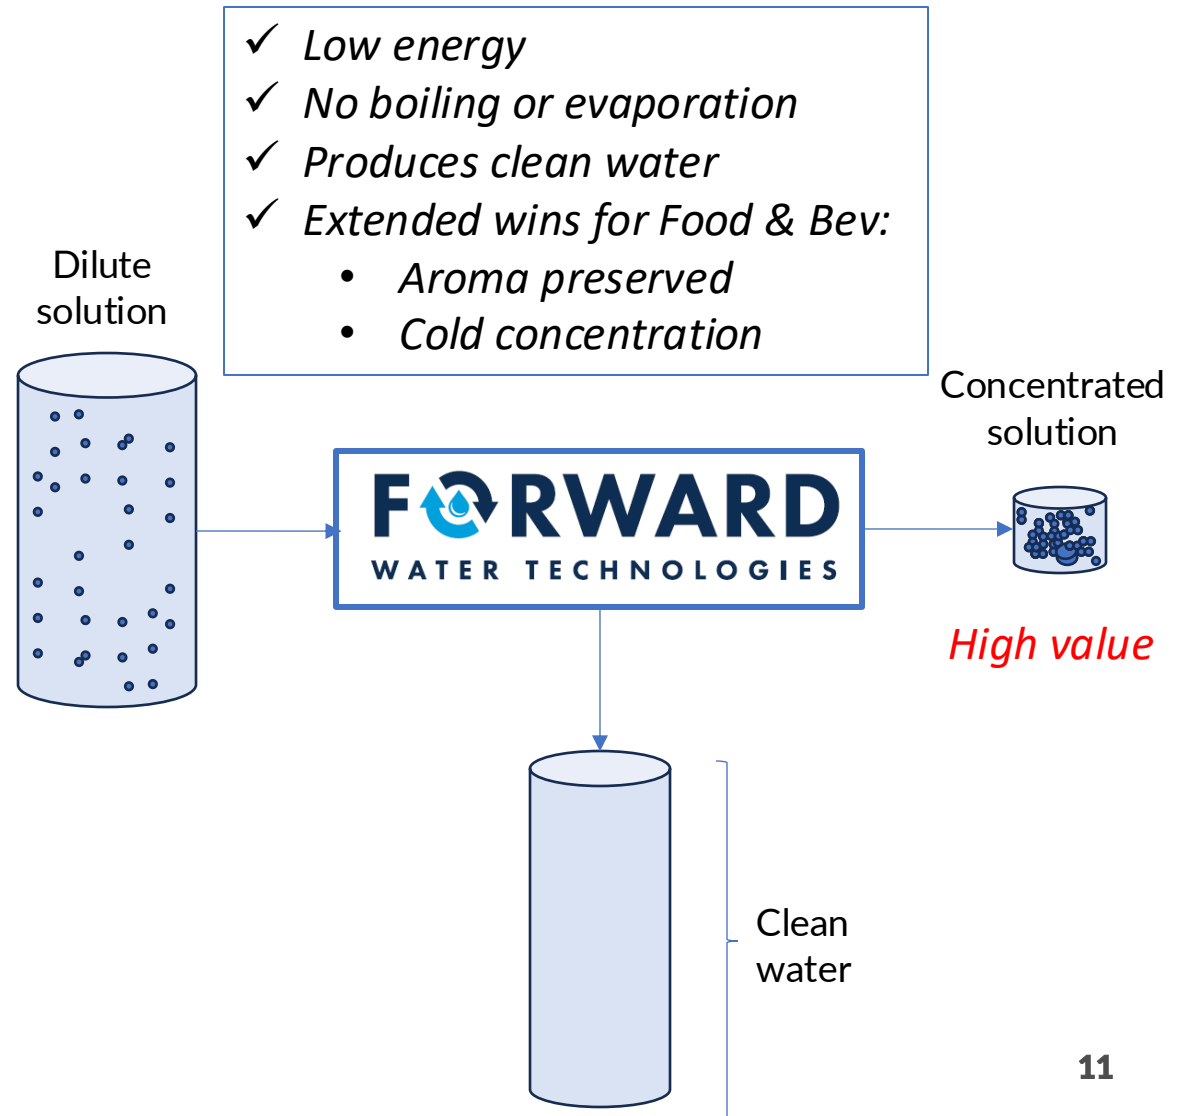 ✓ Low energy
✓ No boiling or evaporation
✓ Produces clean water
✓ Extended wins for Food & Bev:
• Aroma preserved
• Cold concentration
Dilute
solution
Concentrated
solution
FORWARD
WATER TECHNOLOGIES
High value
Clean
water
11